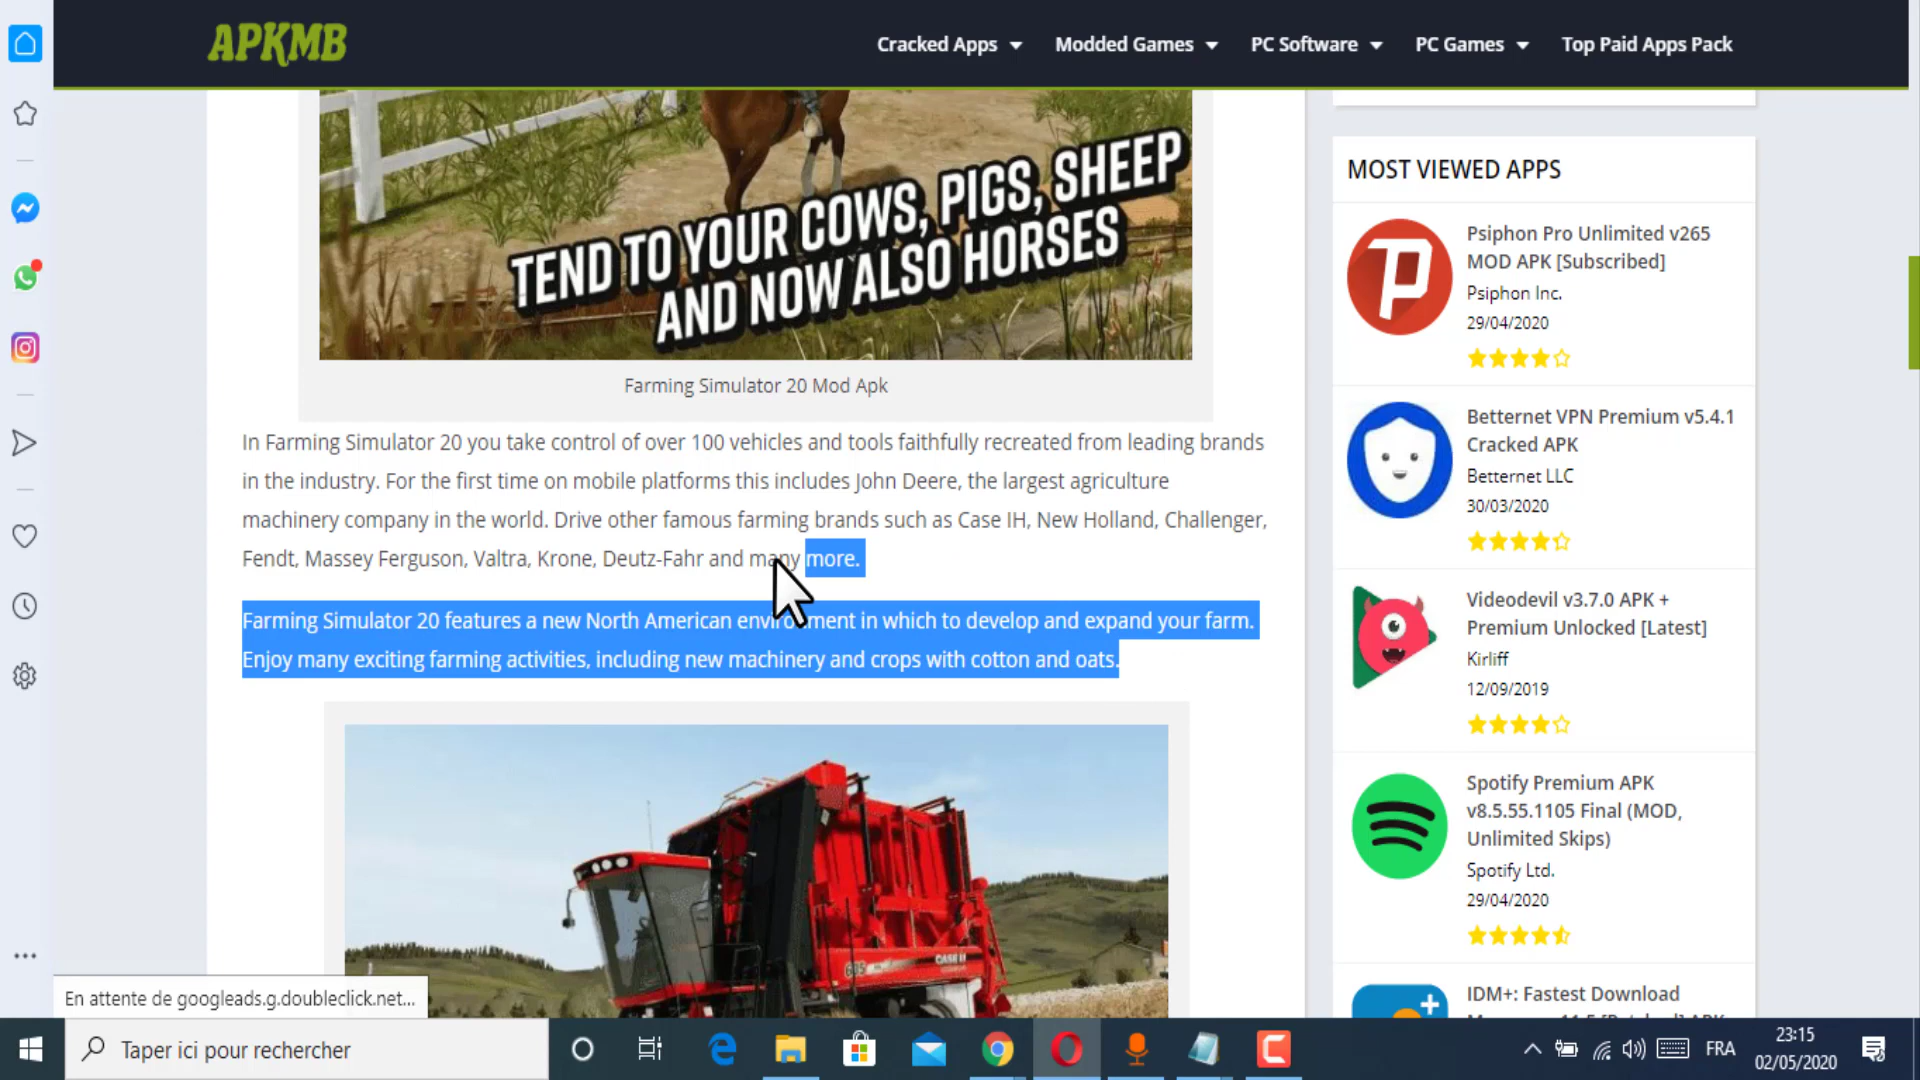 APKMB
Cracked Apps
Modded Games
PC Software
PC Games
Top Paid Apps Pack
TEND TO YOUR COWS, PIGS, SHEEP
AND NOW ALSO HORSES
Farming Simulator 20 Mod Apk
In Farming Simulator 20 you take control of over 100 vehicles and tools faithfully recreated from leading brands
in the industry. For the first time on mobile platforms this includes John Deere, the largest agriculture
machinery company in the world. Drive other famous farming brands such as Case IH, New Holland, Challenger,
Fendt, Massey Ferguson, Valtra, Krone, Deutz-Fahr and many more.
Farming Simulator 20 features a new North American environment in which to develop and expand your farm.
Enjoy many exciting farming activities, including new machinery and crops with cotton and oats.
CASE IH
MOST VIEWED APPS
Psiphon Pro Unlimited v265
MOD APK [Subscribed]
Psiphon Inc.
29/04/2020
Betternet VPN Premium v5.4.1
Cracked APK
Betternet LLC
30/03/2020
Videodevil v3.7.0 APK +
Premium Unlocked [Latest]
Kirliff
12/09/2019
Spotify Premium APK
v8.5.55.1105 Final (MOD,
Unlimited Skips)
Spotify Ltd.
29/04/2020
IDM+: Fastest Download
En attente de googleads.g.doubleclick.net...
Taper ici pour rechercher
FRA
23:15
02/05/2020